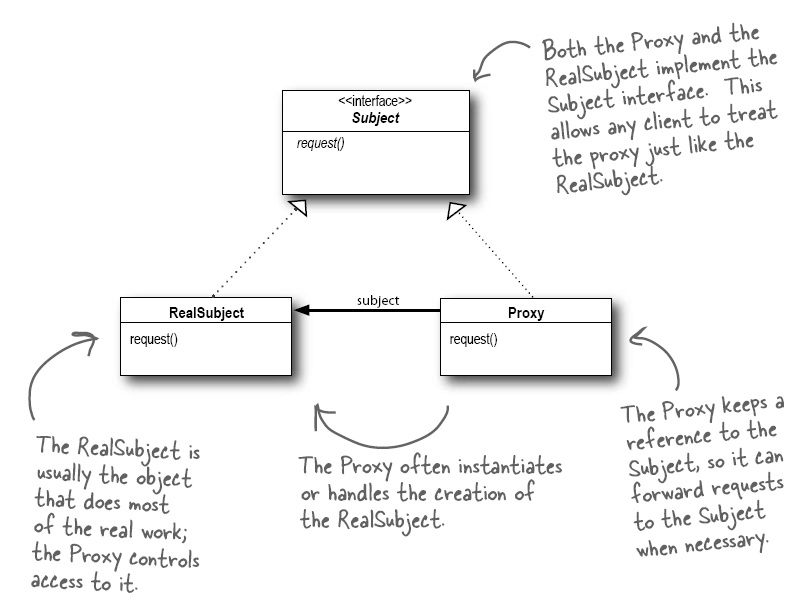 Both the Proxy and the
RealSubject implement the
Subject interface. This
allows any client to treat
the proxy just like the
RealSubject.
<<interface>>
Subject
request()
subject
RealSubject
request()
Proxy
request()
The RealSubject is
usually the object
that does most
of the real work;
the Proxy controls
access to it.
The Proxy often instantiates
or handles the creation of
the RealSubject.
The Proxy keeps a
reference to the
Subject, so it can
forward requests
to the Subject
when necessary.